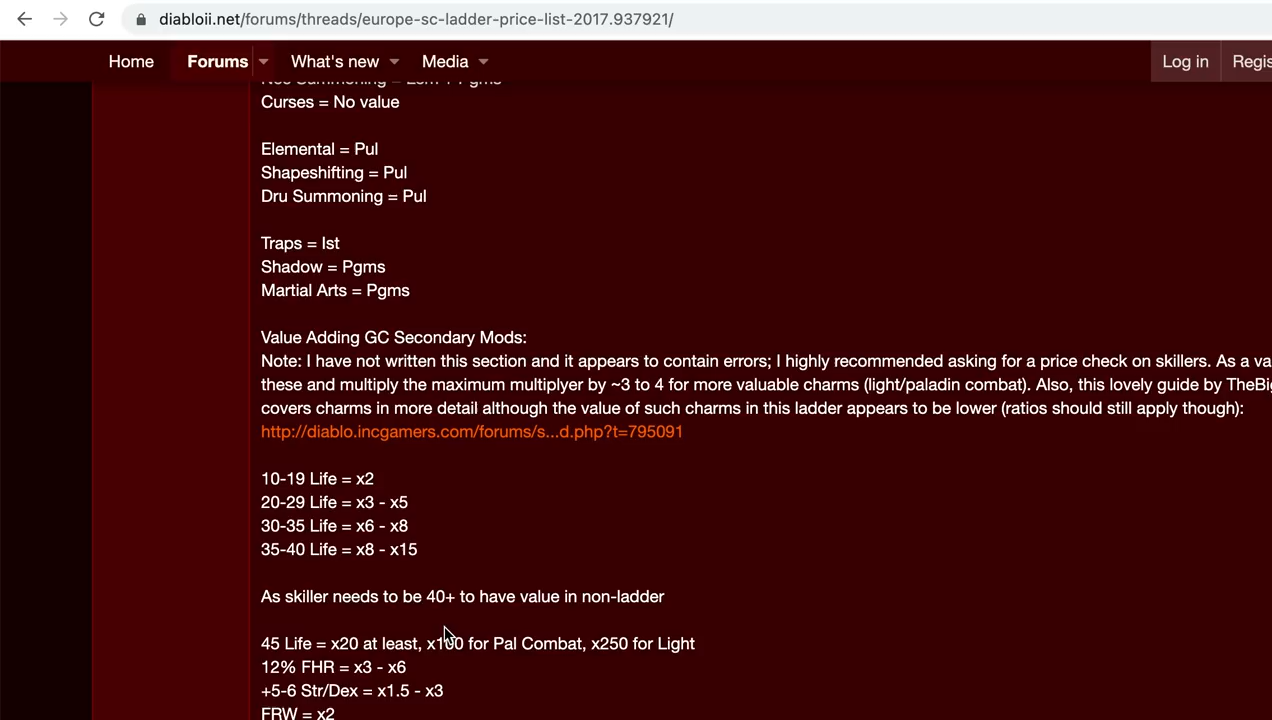 diabloii.net/forums/threads/europe-sc-ladder-price-list-2017.937921/
Home Forums What's new Media Log in Regis
Curses = No value
Elemental = Pul
Shapeshifting = Pul
Dru Summoning = Pul
Traps = Ist
Shadow = Pgms
Martial Arts = Pgms
Value Adding GC Secondary Mods:
Note: I have not written this section and it appears to contain errors; I highly recommended asking for a price check on skillers. As a va
these and multiply the maximum multiplyer by ~3 to 4 for more valuable charms (light/paladin combat). Also, this lovely guide by TheBig
covers charms in more detail although the value of such charms in this ladder appears to be lower (ratios should still apply though):
http://diablo.incgamers.com/forums/s...d.php?t=795091
10-19 Life = x2
20-29 Life = x3 - x5
30-35 Life = x6 - x8
35-40 Life = x8 - x15
As skiller needs to be 40+ to have value in non-ladder
45 Life = x20 at least, x100 for Pal Combat, x250 for Light
12% FHR = x3 - x6
+5-6 Str/Dex = x1.5 - x3
FRW = x2